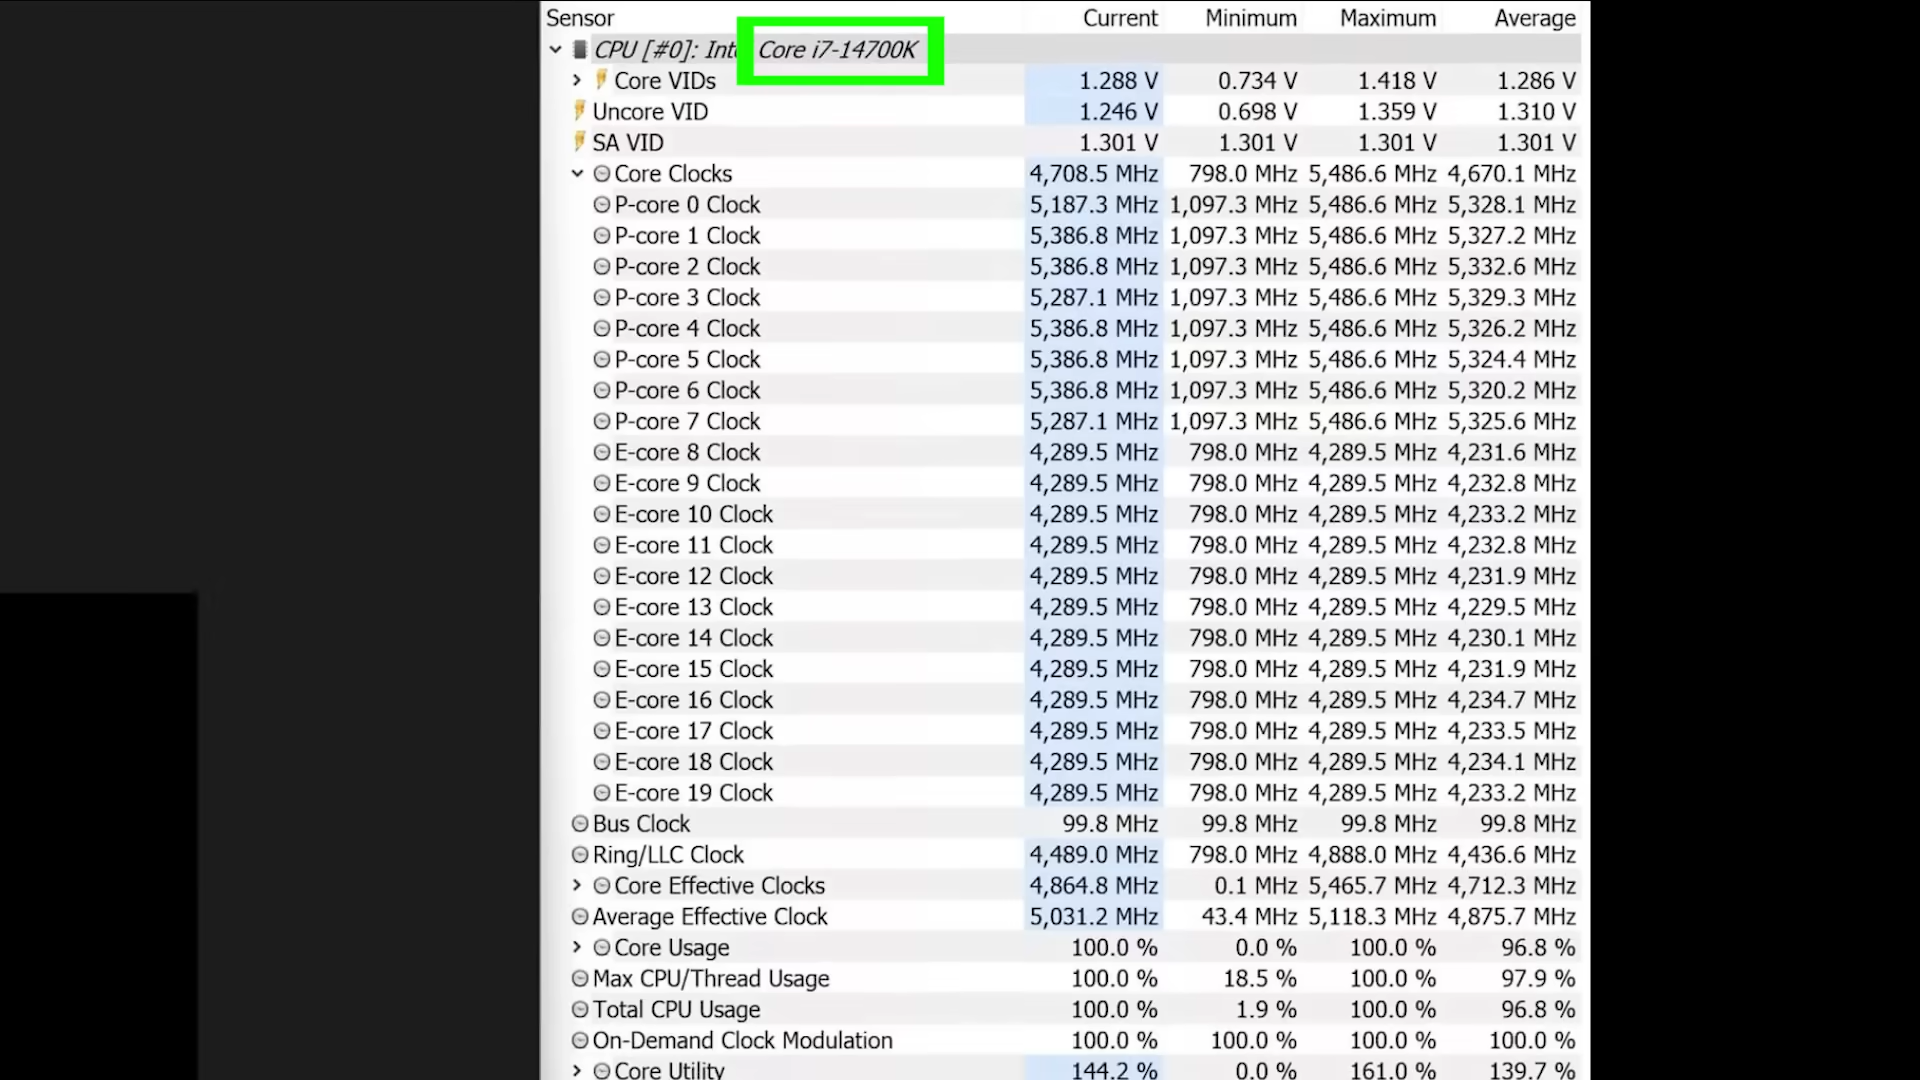 Sensor Current Minimum Maximum Average
CPU [#0]: Core i7-14700K
Core VIDs 1.288 V 0.734 V 1.418 V 1.286 V
Uncore VID 1.246 V 0.698 V 1.359 V 1.310 V
SA VID 1.301 V 1.301 V 1.301 V 1.301 V
Core Clocks 4,708.5 MHz 798.0 MHz 5,486.6 MHz 4,670.1 MHz
P-core 0 Clock 5,187.3 MHz 1,097.3 MHz 5,486.6 MHz 5,328.1 MHz
P-core 1 Clock 5,386.8 MHz 1,097.3 MHz 5,486.6 MHz 5,327.2 MHz
P-core 2 Clock 5,386.8 MHz 1,097.3 MHz 5,486.6 MHz 5,332.6 MHz
P-core 3 Clock 5,287.1 MHz 1,097.3 MHz 5,486.6 MHz 5,329.3 MHz
P-core 4 Clock 5,386.8 MHz 1,097.3 MHz 5,486.6 MHz 5,326.2 MHz
P-core 5 Clock 5,386.8 MHz 1,097.3 MHz 5,486.6 MHz 5,324.4 MHz
P-core 6 Clock 5,386.8 MHz 1,097.3 MHz 5,486.6 MHz 5,320.2 MHz
P-core 7 Clock 5,287.1 MHz 1,097.3 MHz 5,486.6 MHz 5,325.6 MHz
E-core 8 Clock 4,289.5 MHz 798.0 MHz 4,289.5 MHz 4,231.6 MHz
E-core 9 Clock 4,289.5 MHz 798.0 MHz 4,289.5 MHz 4,232.8 MHz
E-core 10 Clock 4,289.5 MHz 798.0 MHz 4,289.5 MHz 4,233.2 MHz
E-core 11 Clock 4,289.5 MHz 798.0 MHz 4,289.5 MHz 4,232.8 MHz
E-core 12 Clock 4,289.5 MHz 798.0 MHz 4,289.5 MHz 4,231.9 MHz
E-core 13 Clock 4,289.5 MHz 798.0 MHz 4,289.5 MHz 4,229.5 MHz
E-core 14 Clock 4,289.5 MHz 798.0 MHz 4,289.5 MHz 4,230.1 MHz
E-core 15 Clock 4,289.5 MHz 798.0 MHz 4,289.5 MHz 4,231.9 MHz
E-core 16 Clock 4,289.5 MHz 798.0 MHz 4,289.5 MHz 4,234.7 MHz
E-core 17 Clock 4,289.5 MHz 798.0 MHz 4,289.5 MHz 4,233.5 MHz
E-core 18 Clock 4,289.5 MHz 798.0 MHz 4,289.5 MHz 4,234.1 MHz
E-core 19 Clock 4,289.5 MHz 798.0 MHz 4,289.5 MHz 4,233.2 MHz
Bus Clock 99.8 MHz 99.8 MHz 99.8 MHz 99.8 MHz
Ring/LLC Clock 4,489.0 MHz 798.0 MHz 4,888.0 MHz 4,436.6 MHz
Core Effective Clocks 4,864.8 MHz 0.1 MHz 5,465.7 MHz 4,712.3 MHz
Average Effective Clock 5,031.2 MHz 43.4 MHz 5,118.3 MHz 4,875.7 MHz
Core Usage 100.0 % 0.0 % 100.0 % 96.8 %
Max CPU/Thread Usage 100.0 % 18.5 % 100.0 % 97.9 %
Total CPU Usage 100.0 % 1.9 % 100.0 % 96.8 %
On-Demand Clock Modulation 100.0 % 100.0 % 100.0 % 100.0 %
Core Utility 144.2 % 0.0 % 161.0 % 139.7 %